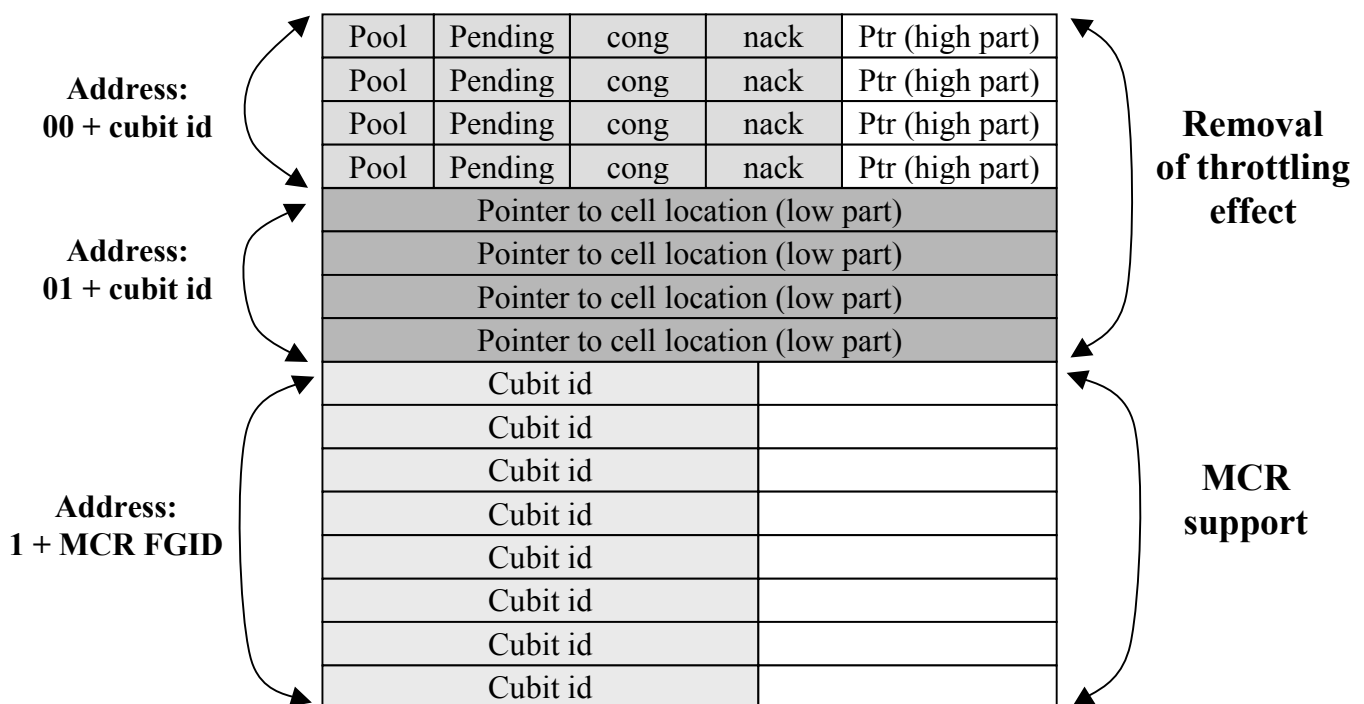 Pool Pending cong nack Ptr (high part)
Pool Pending cong nack Ptr (high part)
Pool Pending cong nack Ptr (high part)
Pool Pending cong nack Ptr (high part)
Address:
00 + cubit id
Removal
of throttling
effect
Pointer to cell location (low part)
Pointer to cell location (low part)
Pointer to cell location (low part)
Pointer to cell location (low part)
Address:
01 + cubit id
Cubit id
Cubit id
Cubit id
Cubit id
Cubit id
Cubit id
Cubit id
Cubit id
Address:
1 + MCR FGID
MCR
support